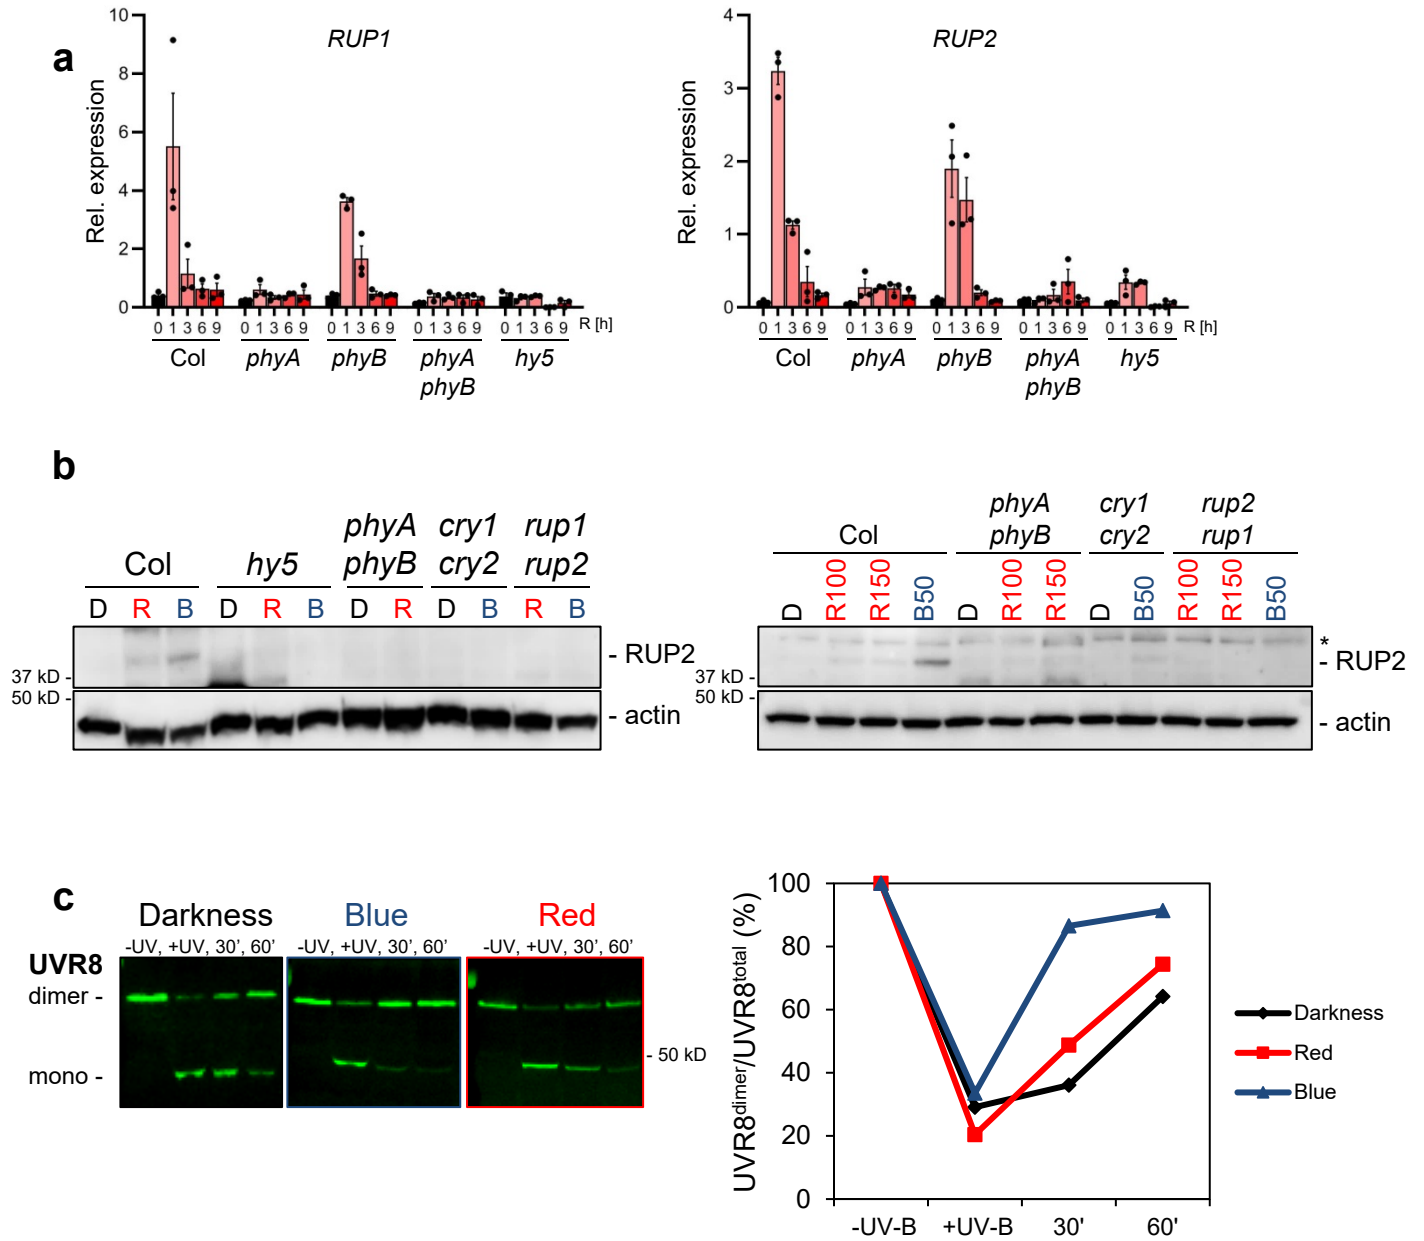 a
RUP1
Rel. expression
10
8
6
4
2
0
0 1 3 6 9 0 1 3 6 9 0 1 3 6 9 0 1 3 6 9 0 1 3 6 9 R [h]
Col phyA phyB phyA phyB hy5
RUP2
Rel. expression
4
3
2
1
0
0 1 3 6 9 0 1 3 6 9 0 1 3 6 9 0 1 3 6 9 0 1 3 6 9 R [h]
Col phyA phyB phyA phyB hy5
b
phyA cry1 rup1
Col hy5 phyB cry2 rup2
D R B D R B D R D B R B
- RUP2
37 kD -
50 kD -
- actin
phyA cry1 rup2
Col phyB cry2 rup1
D R100 R150 B50 D R100 R150 D B50 R100 R150 B50
*
- RUP2
37 kD -
50 kD -
- actin
c
Darkness Blue Red
-UV, +UV, 30', 60' -UV, +UV, 30', 60' -UV, +UV, 30', 60'
UVR8
dimer -
mono -
- 50 kD
UVR8dimer/UVR8total (%)
100
80
60
40
20
0
-UV-B +UV-B 30' 60'
Darkness
Red
Blue